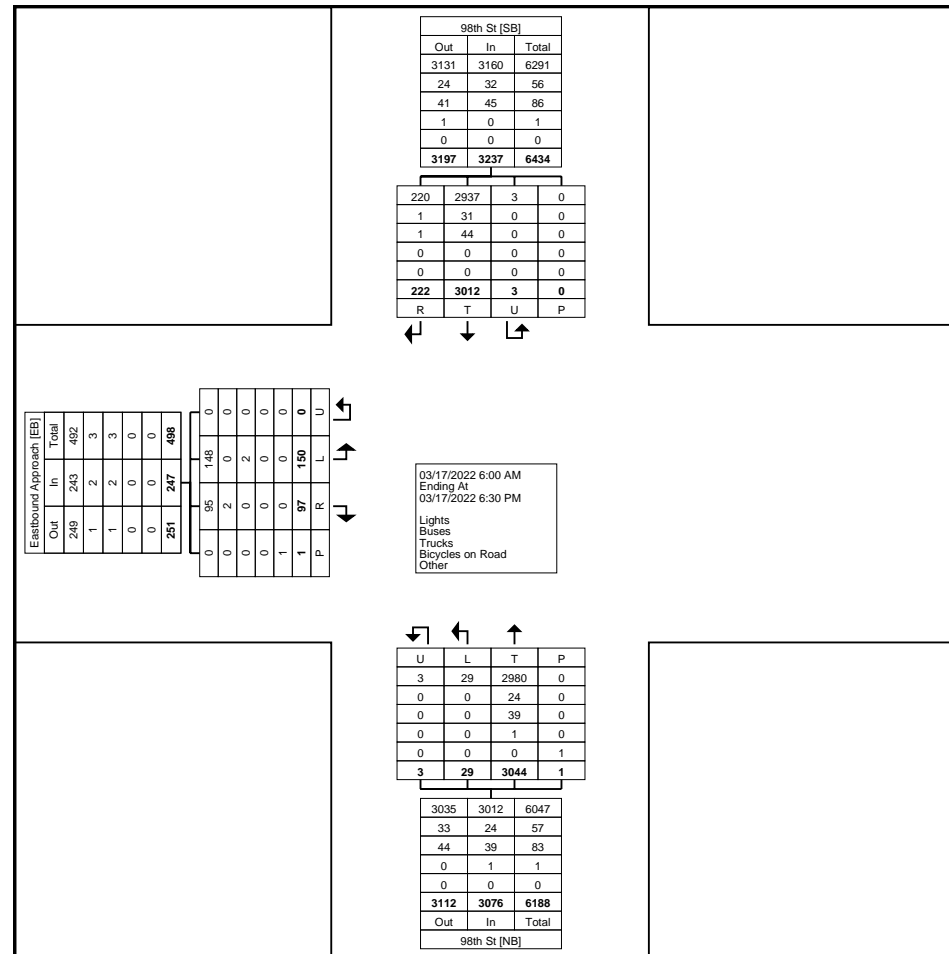 98th St [SB]
Out In Total
3131 3160 6291
24 32 56
41 45 86
1 0 1
0 0 0
3197 3237 6434
220 2937 3 0
1 31 0 0
1 44 0 0
0 0 0 0
0 0 0 0
222 3012 3 0
R T U P
Eastbound Approach [EB]
Out In Total
249 243 492
1 2 3
1 2 3
0 0 0
0 0 0
251 247 498
0 95 148 0
0 2 0 0
0 0 2 0
0 0 0 0
1 0 0 0
1 97 150 0
P R L U
03/17/2022 6:00 AM
Ending At
03/17/2022 6:30 PM
Lights
Buses
Trucks
Bicycles on Road
Other
U L T P
3 29 2980 0
0 0 24 0
0 0 39 0
0 0 1 0
0 0 0 1
3 29 3044 1
3035 3012 6047
33 24 57
44 39 83
0 1 1
0 0 0
3112 3076 6188
Out In Total
98th St [NB]